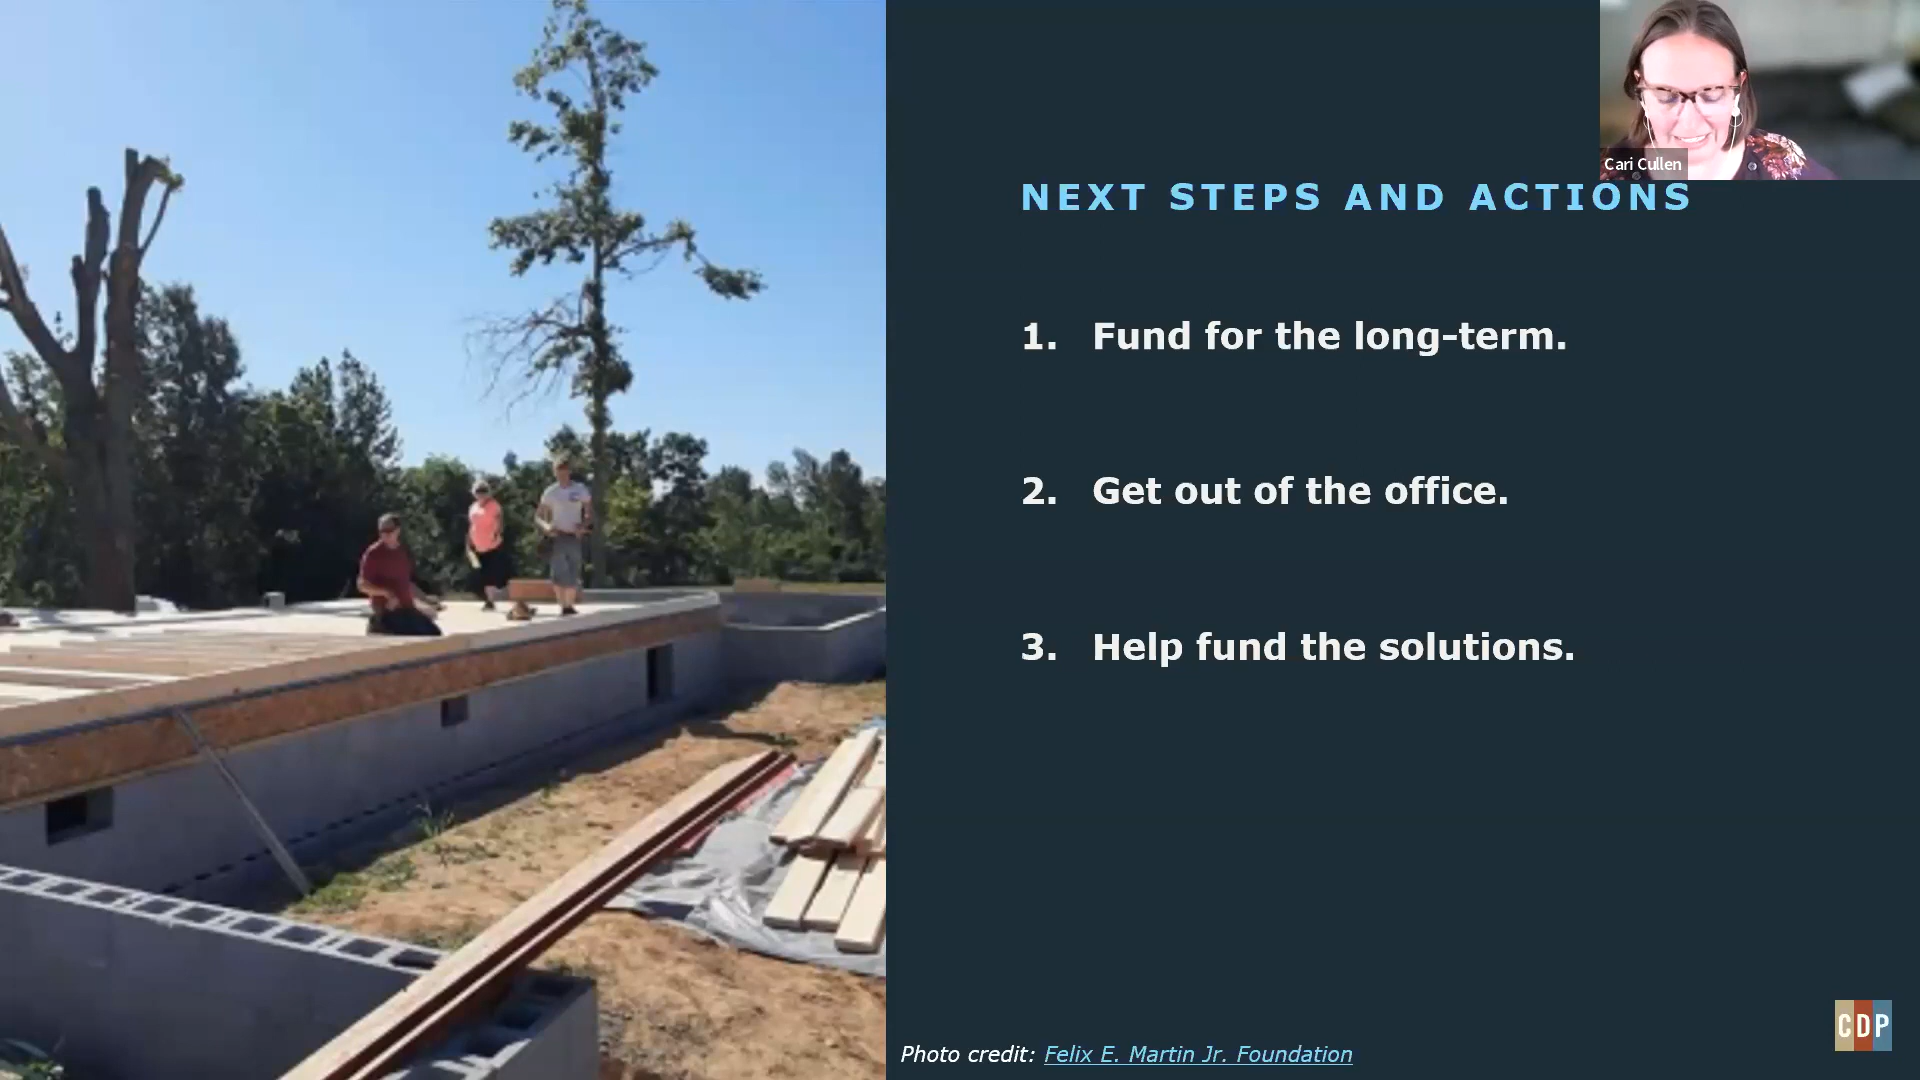 Cari Cullen
NEXT STEPS AND ACTIONS
1. Fund for the long-term.
2. Get out of the office.
3. Help fund the solutions.
CDP
Photo credit: Felix E. Martin Jr. Foundation